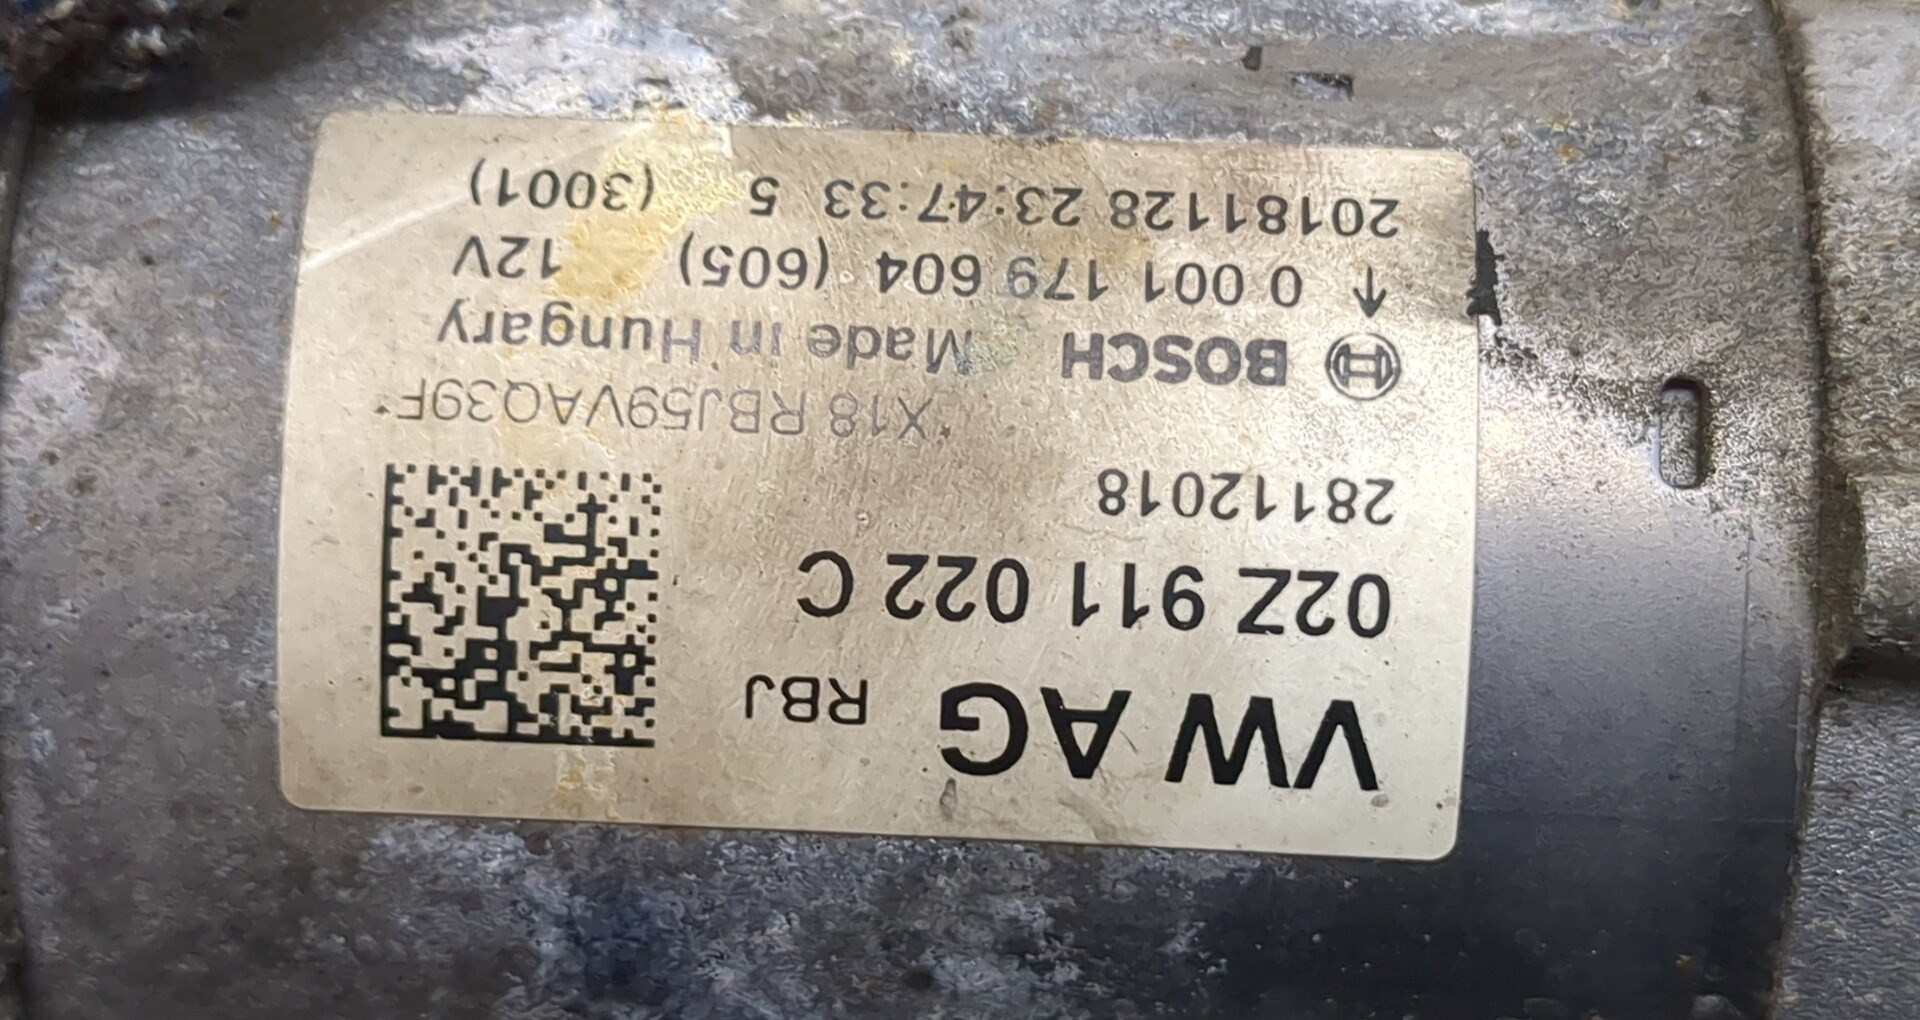 VW AG RBJ
02Z 911 022 C
28112018
*X18 RBJ59VAQ39F*
BOSCH Made in Hungary
↑ 0 001 179 604 (605) 12V
20181128 23:47:33 5 (3001)